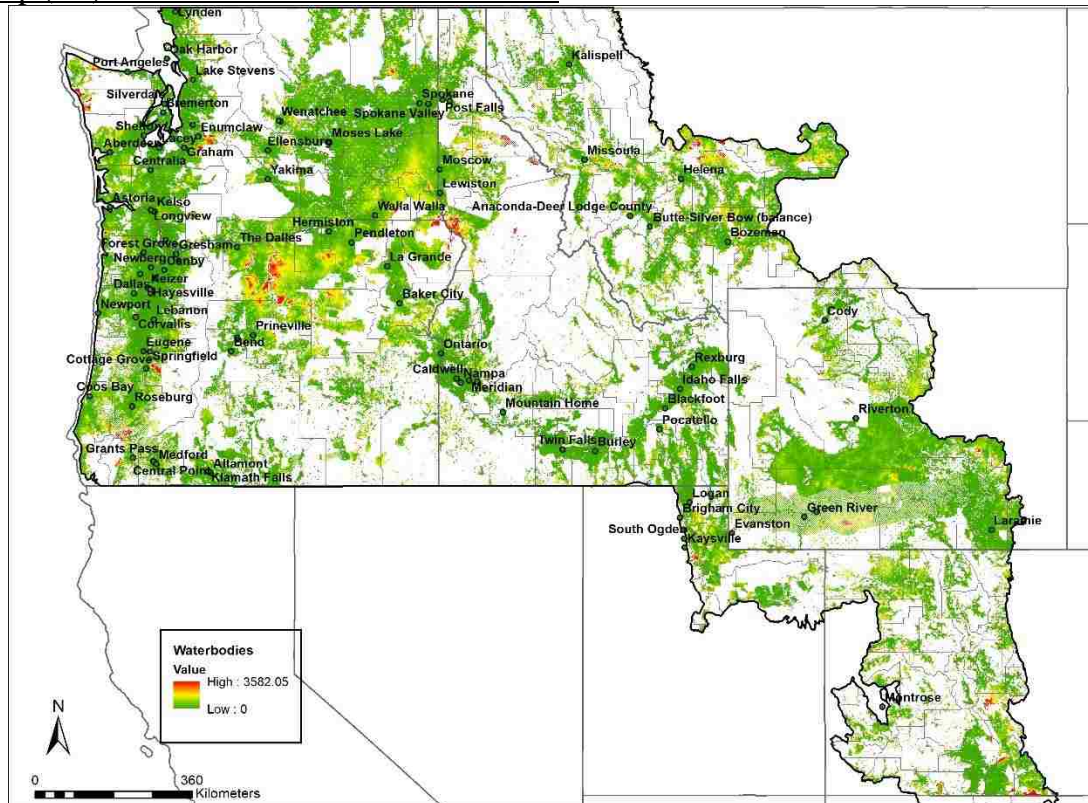 Lynden
Oak Harbor
Port Angeles
Lake Stevens
Silverdale
Bremerton
Shelton
Enumclaw
Lacey
Aberdeen
Graham
Centralia
Wenatchee
Ellensburg
Moses Lake
Yakima
Spokane
Spokane Valley
Post Falls
Kalispell
Missoula
Moscow
Lewiston
Helena
Walla Walla
Anaconda-Deer Lodge County
Butte-Silver Bow (balance)
Bozeman
Astoria
Kelso
Longview
Hermiston
Pendleton
Forest Grove
Gresham
The Dalles
Newberg
Canby
La Grande
Keizer
Dallas
Hayesville
Baker City
Newport
Lebanon
Corvallis
Prineville
Bend
Eugene
Springfield
Cottage Grove
Coos Bay
Roseburg
Grants Pass
Medford
Central Point
Altamont
Klamath Falls
Ontario
Caldwell
Nampa
Meridian
Mountain Home
Twin Falls
Burley
Rexburg
Idaho Falls
Blackfoot
Pocatello
Cody
Riverton
Logan
Brigham City
Green River
South Ogden
Evanston
Kaysville
Laramie
Montrose
Waterbodies
Value
High : 3582.05
Low : 0
N
0 360
Kilometers